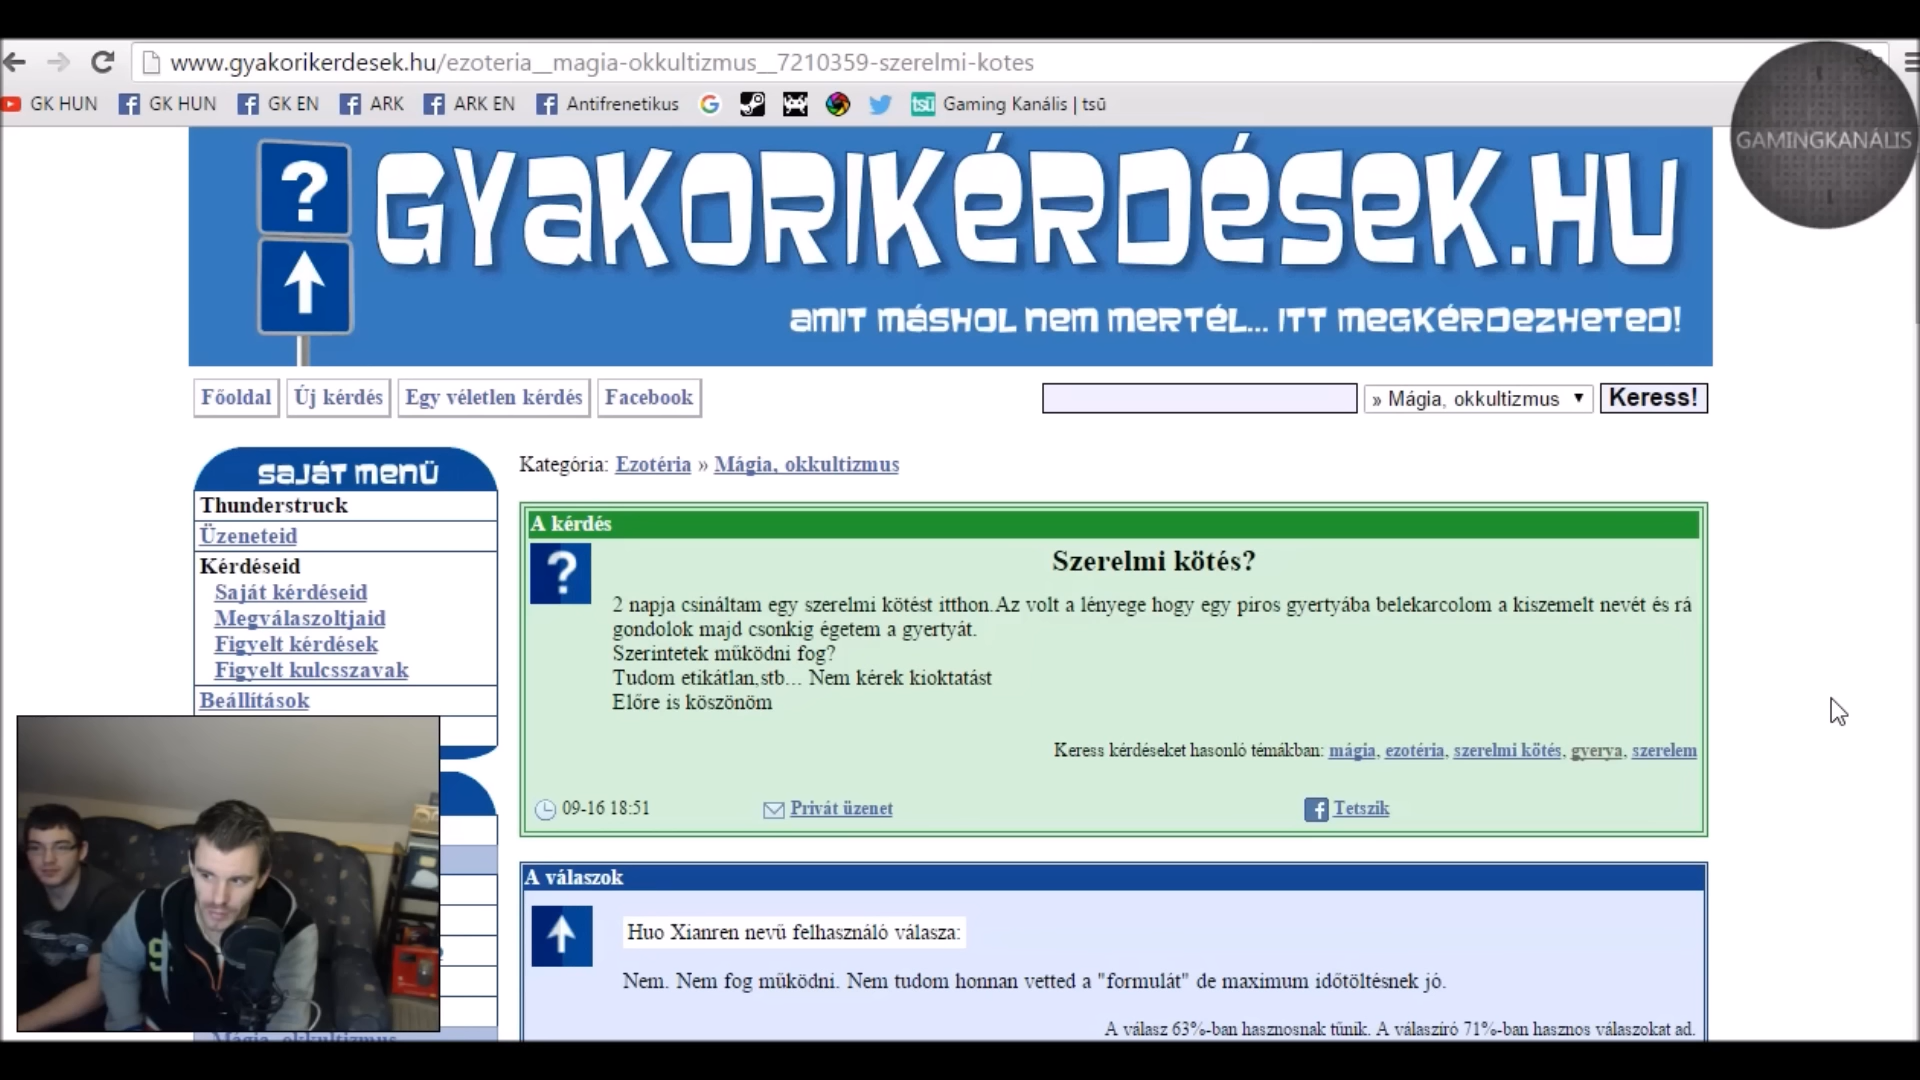 www.gyakorikerdesek.hu/ezoteria__magia-okkultizmus__7210359-szerelmi-kotes
GK HUN GK HUN GK EN ARK ARK EN Antifrenetikus Gaming Kanális | tsū
GAMINGKANÁLIS
GYAKORIKÉRDÉSEK.HU
AMIT MÁSHOL NEM MERTÉL... ITT MEGKÉRDEZHETED!
Főoldal Új kérdés Egy véletlen kérdés Facebook » Mágia, okkultizmus Keress!
SAJÁT MENÜ
Thunderstruck
Üzeneteid
Kérdéseid
Saját kérdéseid
Megválaszoltjaid
Figyelt kérdések
Figyelt kulcsszavak
Beállítások
Mágia, okkultizmus
Kategória: Ezotéria » Mágia, okkultizmus
A kérdés
Szerelmi kötés?
2 napja csináltam egy szerelmi kötést itthon.Az volt a lényege hogy egy piros gyertyába belekarcolom a kiszemelt nevét és rá
gondolok majd csonkig égetem a gyertyát.
Szerintetek működni fog?
Tudom etikátlan,stb... Nem kérek kioktatást
Előre is köszönöm
Keress kérdéseket hasonló témákban: mágia, ezotéria, szerelmi kötés, gyerya, szerelem
09-16 18:51 Privát üzenet Tetszik
A válaszok
Huo Xianren nevű felhasználó válasza:
Nem. Nem fog működni. Nem tudom honnan vetted a "formulát" de maximum időtöltésnek jó.
A válasz 63%-ban hasznosnak tűnik. A válaszíró 71%-ban hasznos válaszokat ad.